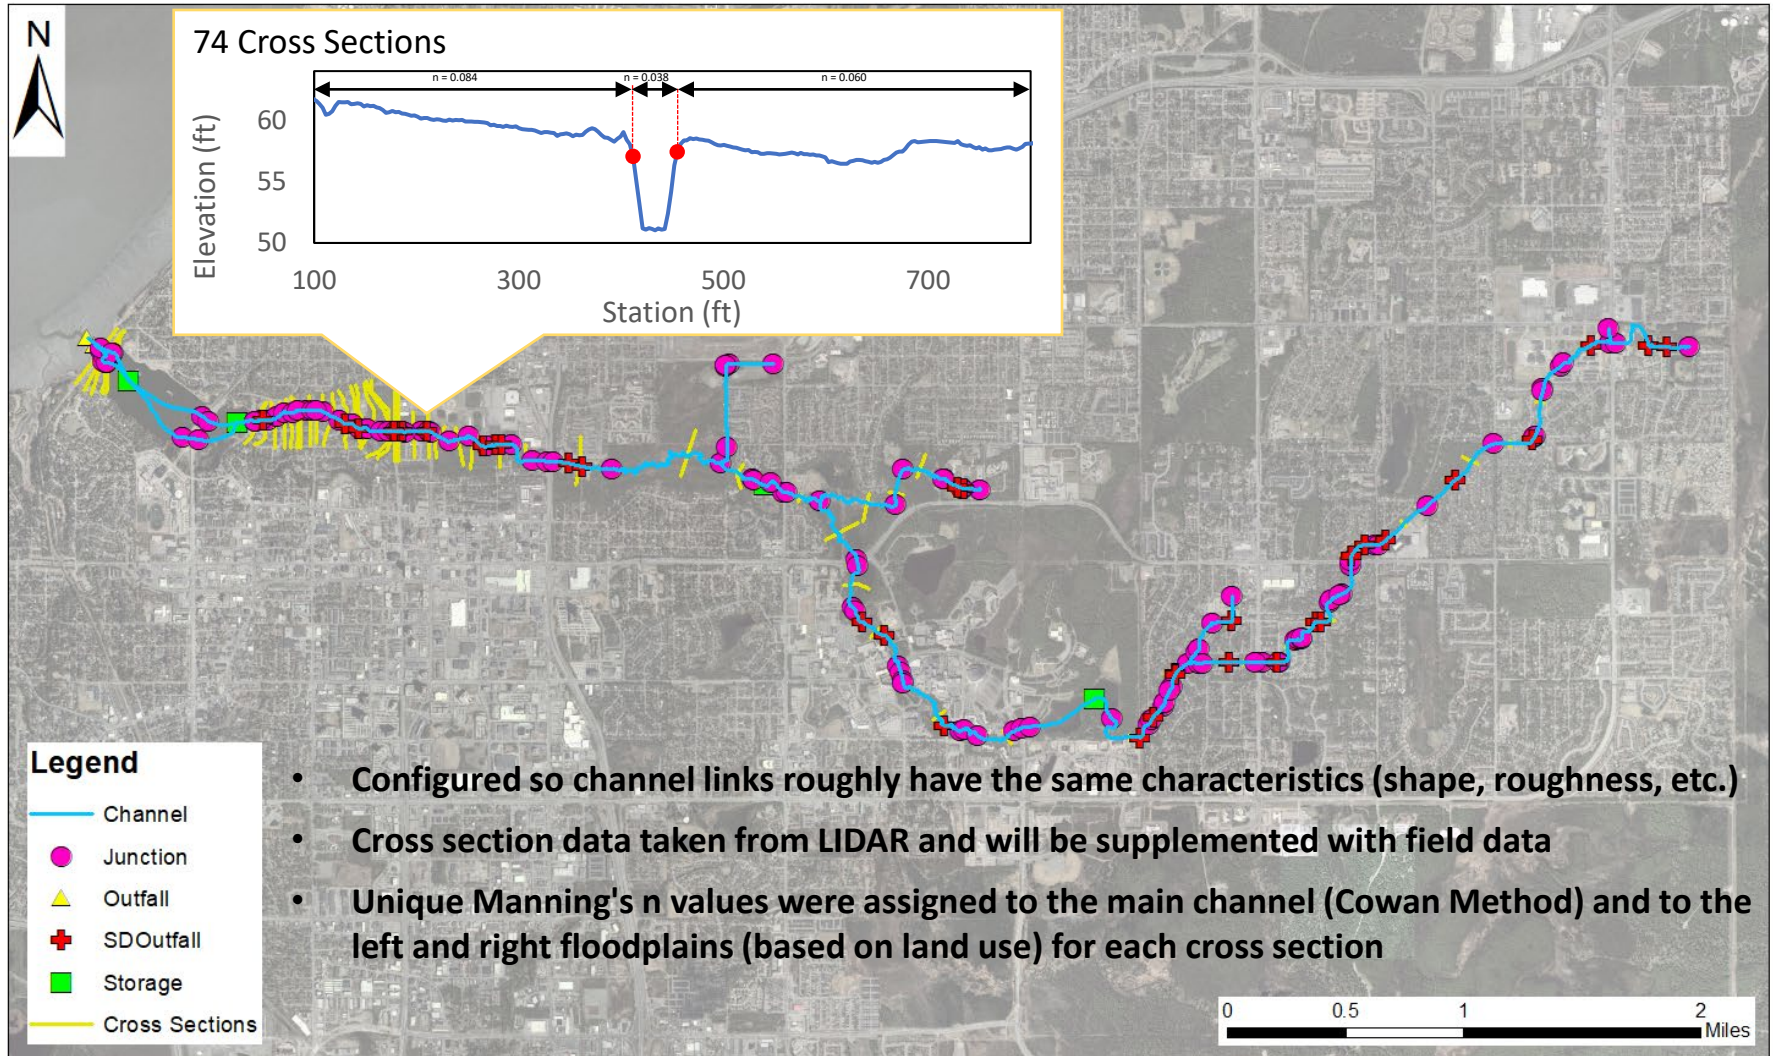 N
74 Cross Sections
n = 0.084
n = 0.038
n = 0.060
Elevation (ft)
60
55
50
100
300
500
700
Station (ft)
Legend
Channel
Junction
Outfall
SDOutfall
Storage
Cross Sections
• Configured so channel links roughly have the same characteristics (shape, roughness, etc.)
• Cross section data taken from LIDAR and will be supplemented with field data
• Unique Manning's n values were assigned to the main channel (Cowan Method) and to the
left and right floodplains (based on land use) for each cross section
0
0.5
1
2
Miles